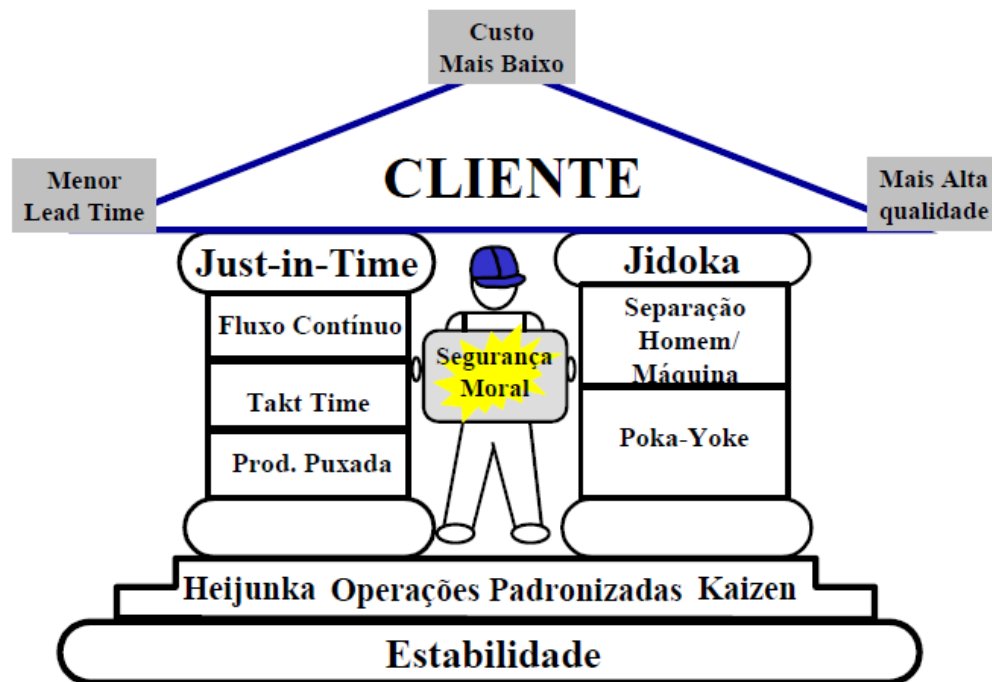 Custo
Mais Baixo
CLIENTE
Menor
Lead Time
Mais Alta
qualidade
Just-in-Time
Jidoka
Fluxo Contínuo
Takt Time
Prod. Puxada
Segurança
Moral
Separação
Homem/
Máquina
Poka-Yoke
Heijunka Operações Padronizadas Kaizen
Estabilidade